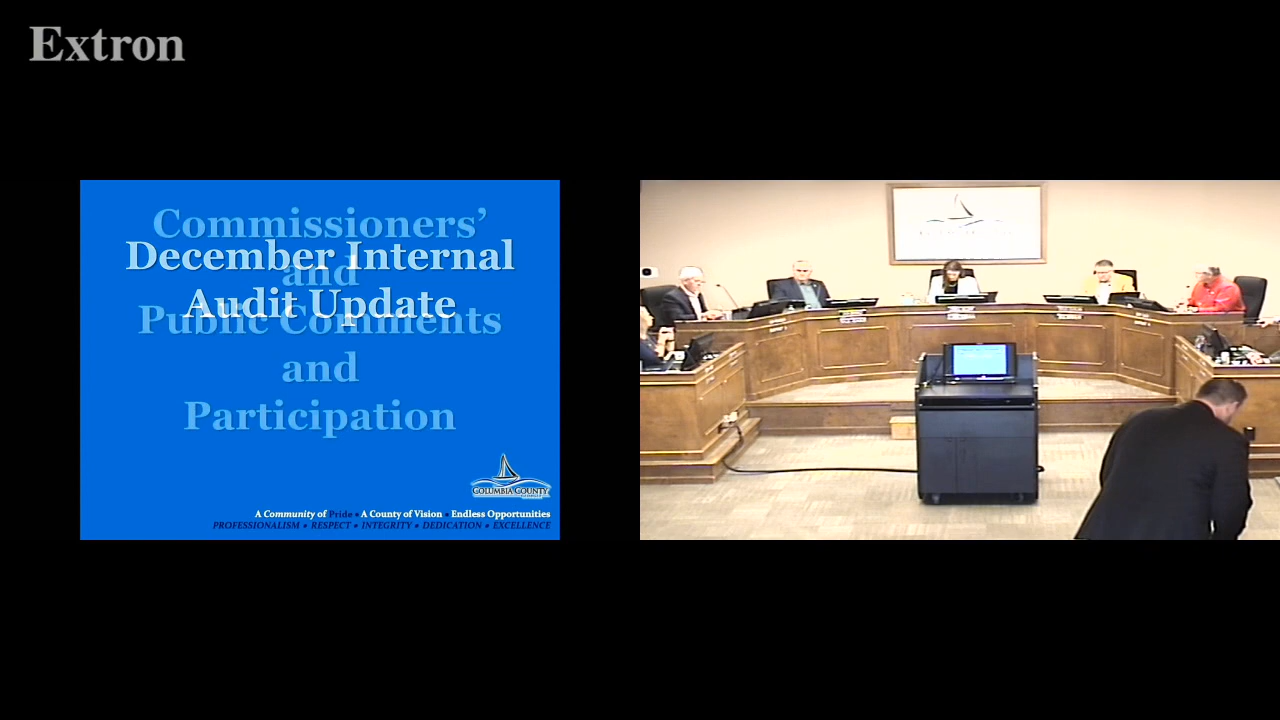 Extron
Commissioners’
December Internal
and
Audit Update
Public Comments
and
Participation
COLUMBIA COUNTY
A Community of Pride • A County of Vision • Endless Opportunities
PROFESSIONALISM • RESPECT • INTEGRITY • DEDICATION • EXCELLENCE